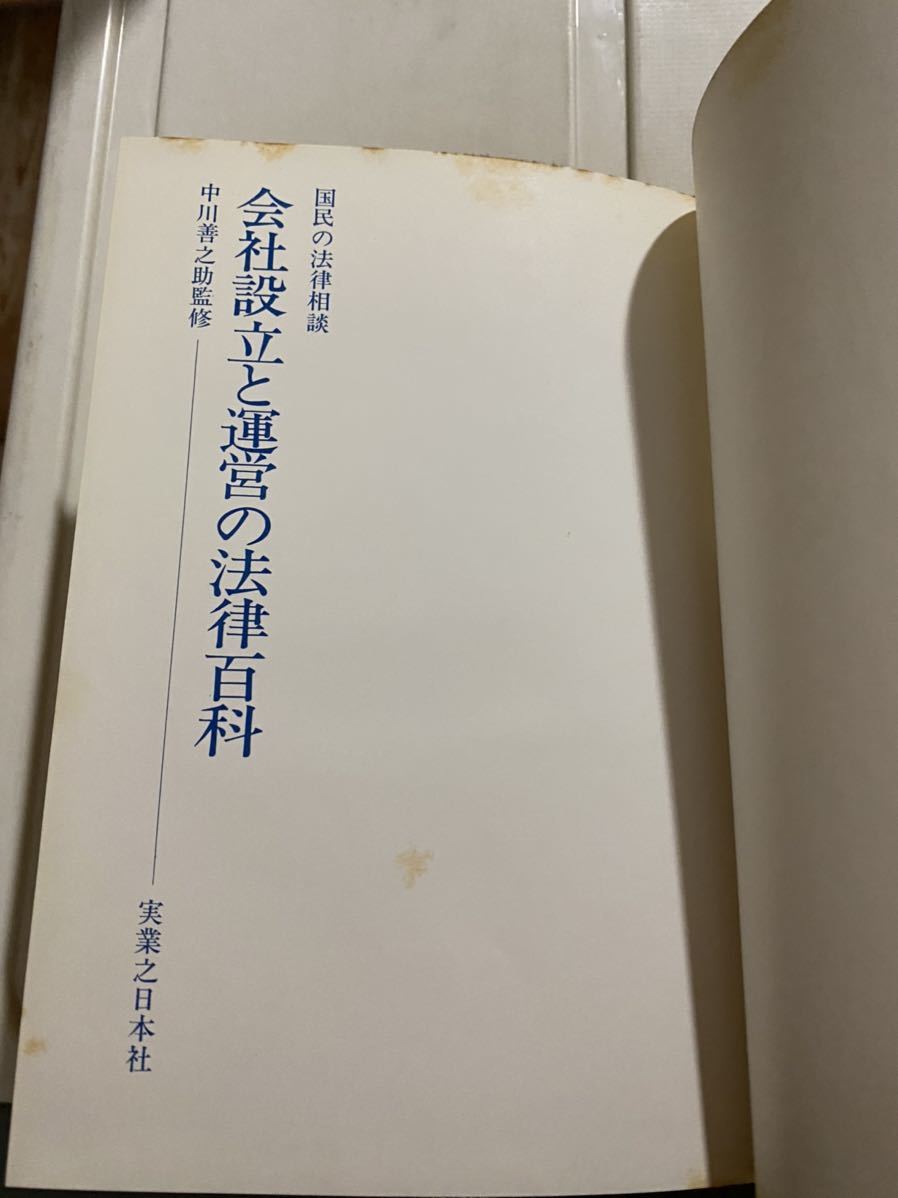 国民の法律相談
会社設立と運営の法律百科
中川善之助監修
実業之日本社